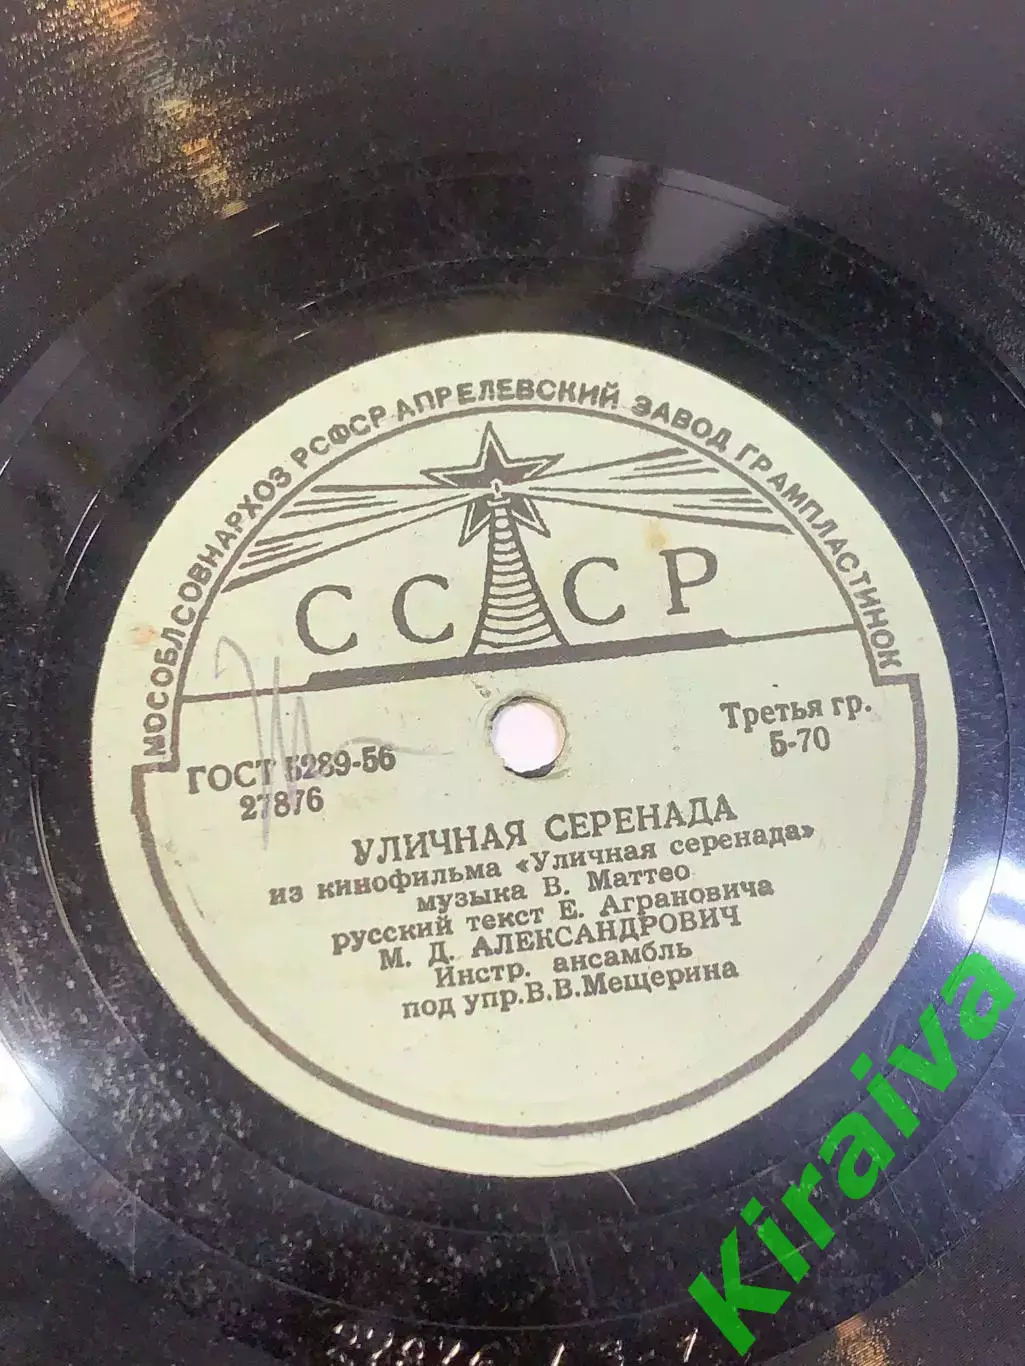 МОСОБЛСОВНАРХОЗ РСФСР АПРЕЛЕВСКИЙ ЗАВОД ГРАМПЛАСТИНОК
СССР
ГОСТ 5289-56
27876
Третья гр.
5-70
УЛИЧНАЯ СЕРЕНАДА
из кинофильма «Уличная серенада»
музыка В. Маттео
русский текст Е. Аграновича
М. Д. АЛЕКСАНДРОВИЧ
Инстр. ансамбль
под упр.В.В.Мещерина
Kiraiva